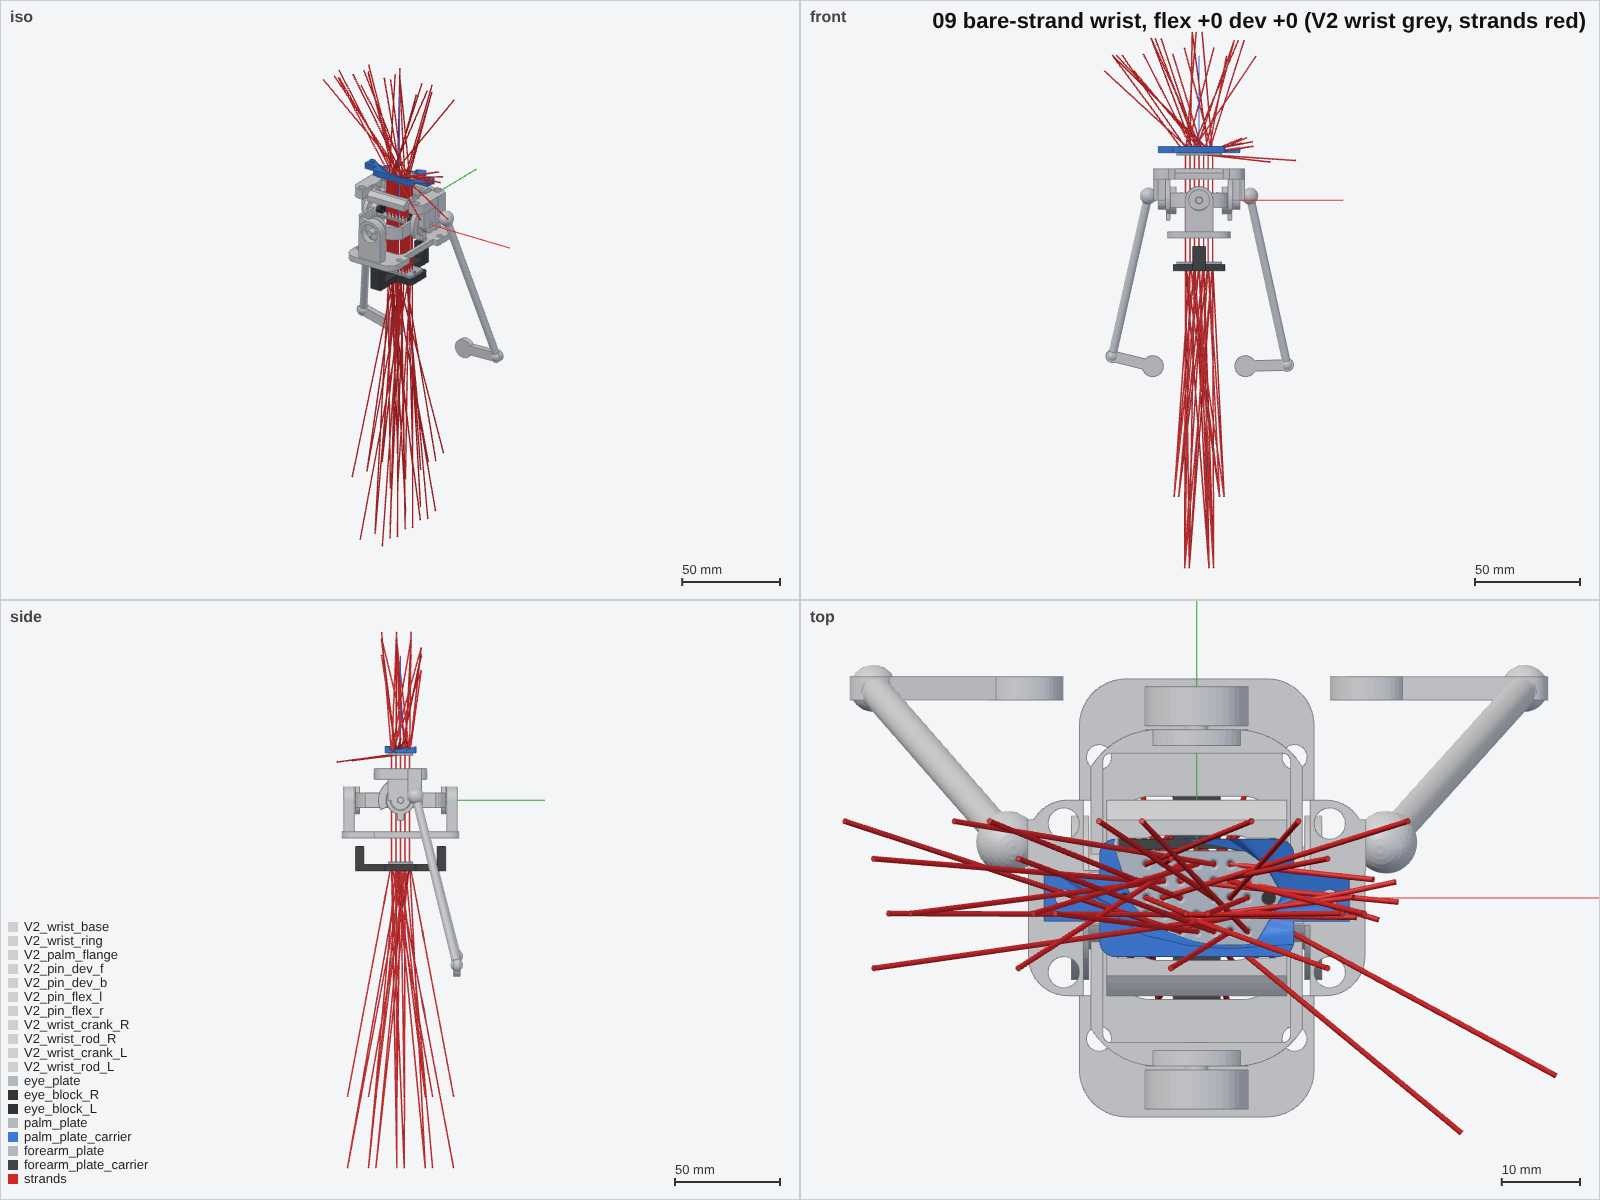 iso
front
09 bare-strand wrist, flex +0 dev +0 (V2 wrist grey, strands red)
50 mm
50 mm
side
top
V2_wrist_base
V2_wrist_ring
V2_palm_flange
V2_pin_dev_f
V2_pin_dev_b
V2_pin_flex_l
V2_pin_flex_r
V2_wrist_crank_R
V2_wrist_rod_R
V2_wrist_crank_L
V2_wrist_rod_L
eye_plate
eye_block_R
eye_block_L
palm_plate
palm_plate_carrier
forearm_plate
forearm_plate_carrier
strands
50 mm
10 mm